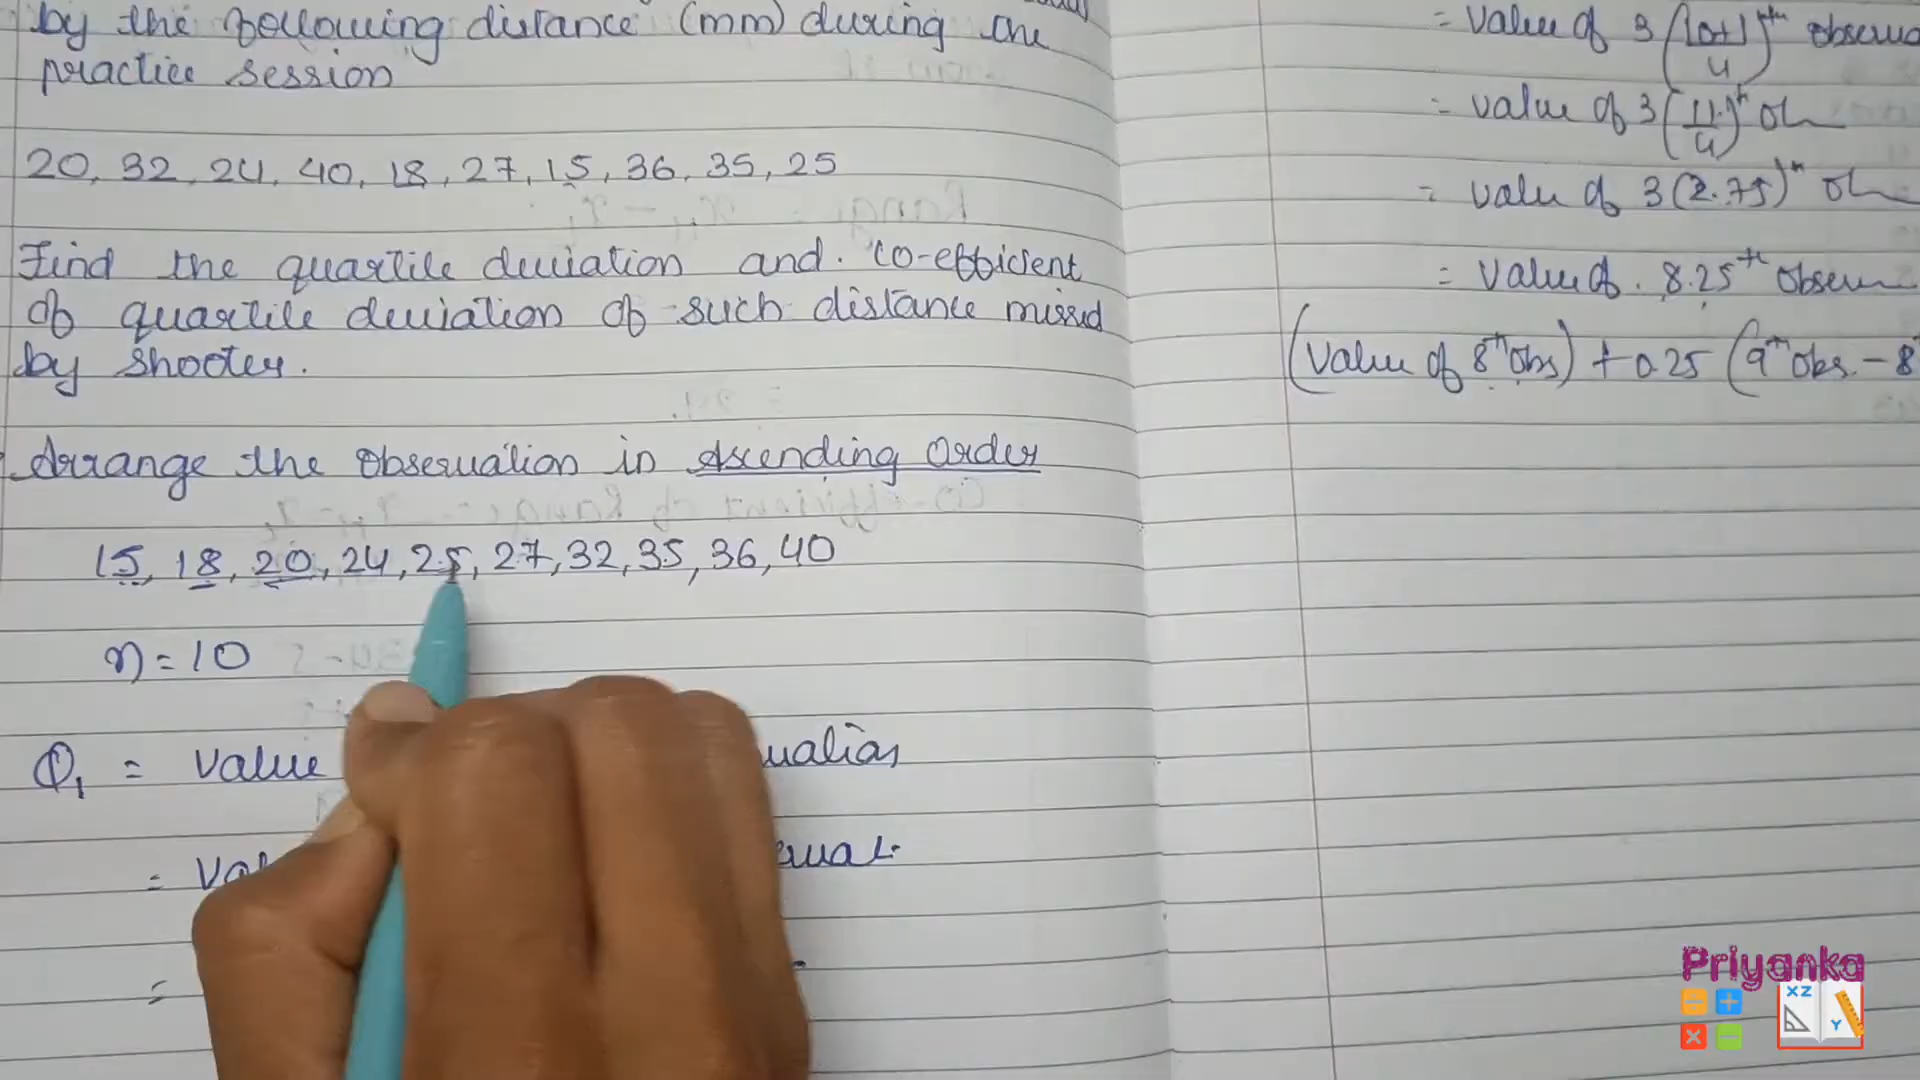 by the following distance (mm) during the
practice session
20, 32, 24, 40, 18, 27, 15, 36, 35, 25
Find the quartile deviation and co-efficient
of quartile deviation of such distance missed
by shooter.
Arrange the observation in Ascending Order
15, 18, 20, 24, 25, 27, 32, 35, 36, 40
n = 10
Q1 = value
= va
=
= value of 3 (10+1/4)th observa
= value of 3 (11/4)th ob
= value of 3 (2.75)th ob
= value of 8.25th obser
(value of 8th obs) + 0.25 (9th obs. - 8
Priyanka
XZ
Y